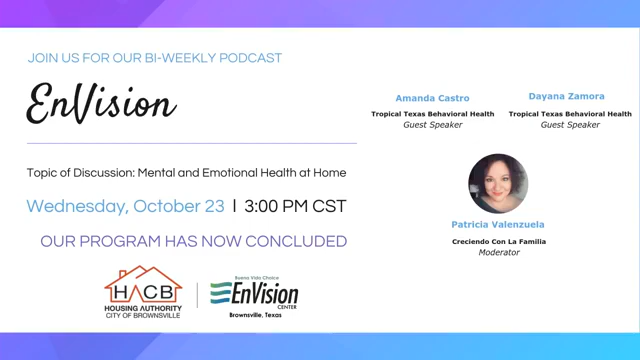 JOIN US FOR OUR BI-WEEKLY PODCAST
EnVision
Topic of Discussion: Mental and Emotional Health at Home
Wednesday, October 23 | 3:00 PM CST
OUR PROGRAM HAS NOW CONCLUDED
HACB
HOUSING AUTHORITY
CITY OF BROWNSVILLE
Buena Vida Choice
EnVision
CENTER
Brownsville, Texas
Amanda Castro
Tropical Texas Behavioral Health
Guest Speaker
Dayana Zamora
Tropical Texas Behavioral Health
Guest Speaker
Patricia Valenzuela
Creciendo Con La Familia
Moderator